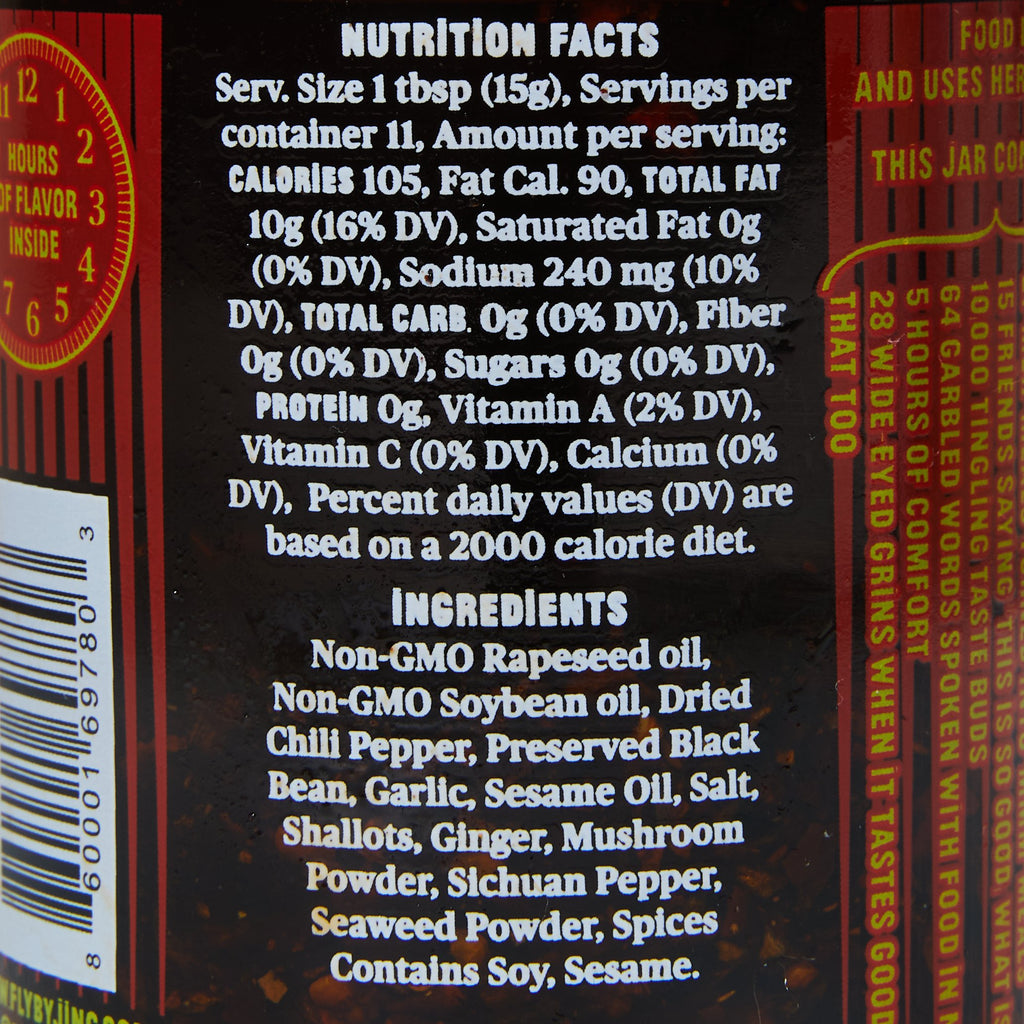 12
11
1
2
3
4
5
6
7
HOURS
OF FLAVOR
INSIDE
8 60001 69780 3
NUTRITION FACTS
Serv. Size 1 tbsp (15g), Servings per
container 11, Amount per serving:
CALORIES 105, Fat Cal. 90, TOTAL FAT
10g (16% DV), Saturated Fat 0g
(0% DV), Sodium 240 mg (10%
DV), TOTAL CARB. 0g (0% DV), Fiber
0g (0% DV), Sugars 0g (0% DV),
PROTEIN 0g, Vitamin A (2% DV),
Vitamin C (0% DV), Calcium (0%
DV), Percent daily values (DV) are
based on a 2000 calorie diet.
INGREDIENTS
Non-GMO Rapeseed oil,
Non-GMO Soybean oil, Dried
Chili Pepper, Preserved Black
Bean, Garlic, Sesame Oil, Salt,
Shallots, Ginger, Mushroom
Powder, Sichuan Pepper,
Seaweed Powder, Spices
Contains Soy, Sesame.
FOOD
AND USES
THIS JAR
15 FRIENDS SAYING "THIS IS SO GOOD WHAT IS
10,000 TINGLING TASTE BUDS
64 GARBLED WORDS SPOKEN WITH FOOD IN
5 HOURS OF COMFORT
28 WIDE-EYED GRINS WHEN IT TASTES GOOD
THAT TOO